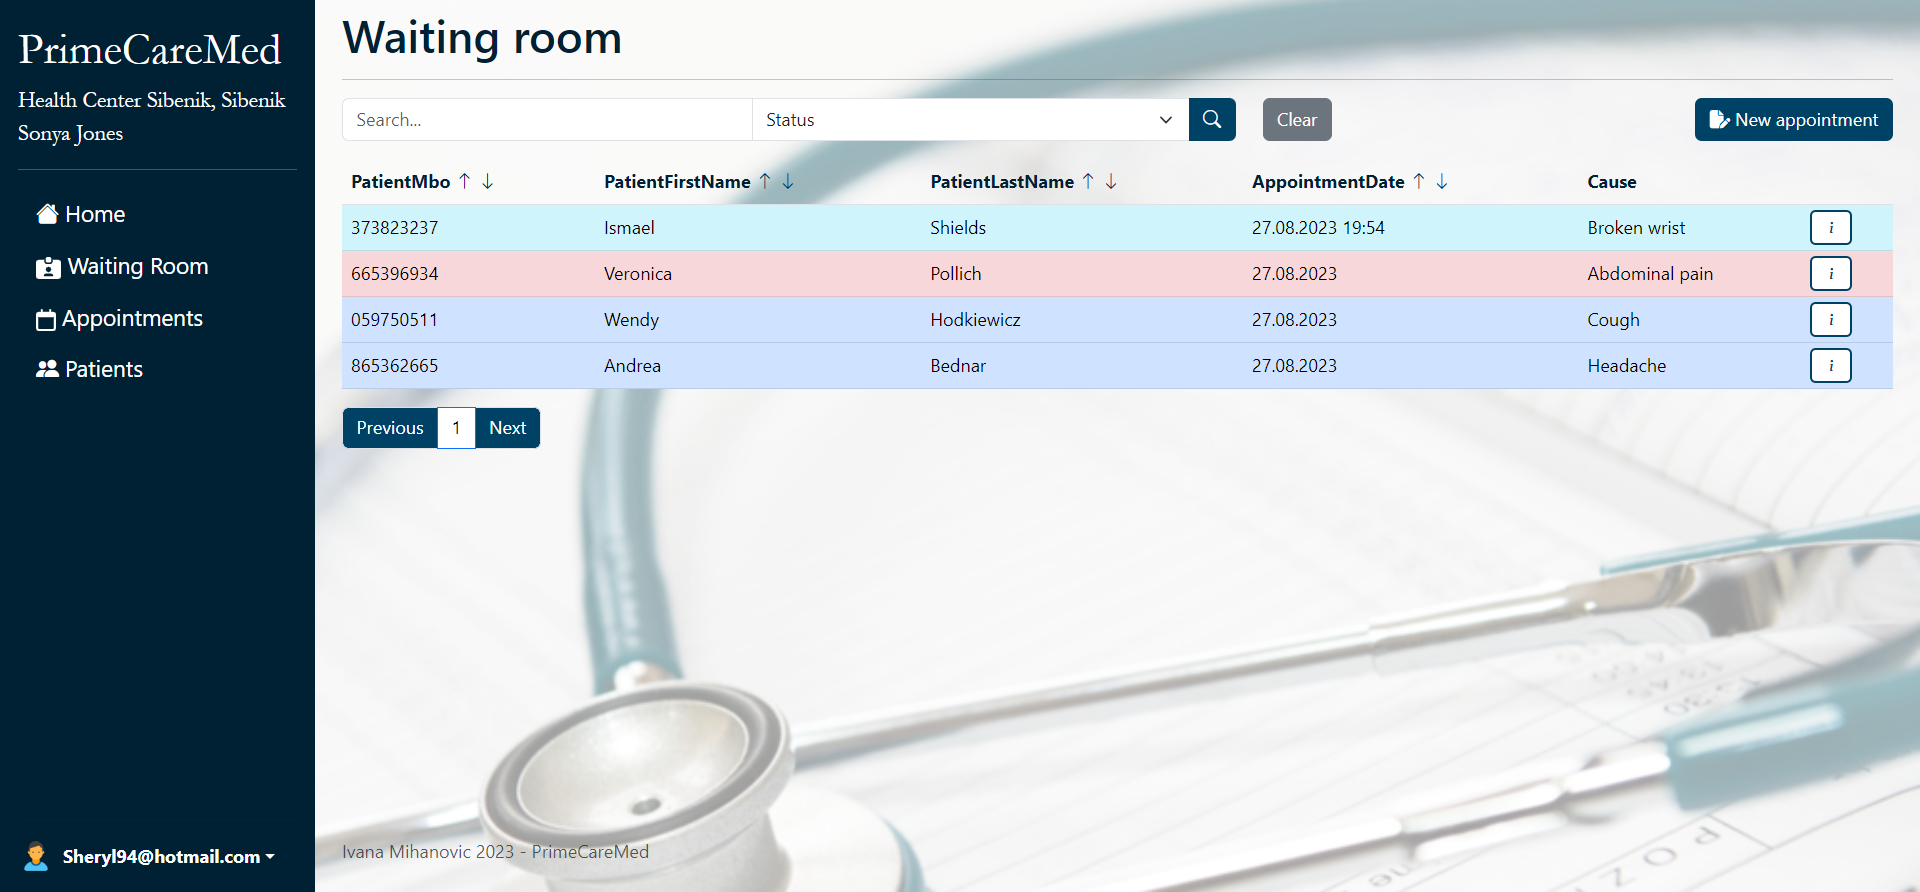 PrimeCareMed
Health Center Sibenik, Sibenik
Sonya Jones
Home
Waiting Room
Appointments
Patients
Sheryl94@hotmail.com
Waiting room
Search... Status Clear New appointment
PatientMbo ↑ ↓ PatientFirstName ↑ ↓ PatientLastName ↑ ↓ AppointmentDate ↑ ↓ Cause
373823237 Ismael Shields 27.08.2023 19:54 Broken wrist i
665396934 Veronica Pollich 27.08.2023 Abdominal pain i
059750511 Wendy Hodkiewicz 27.08.2023 Cough i
865362665 Andrea Bednar 27.08.2023 Headache i
Previous 1 Next
Ivana Mihanovic 2023 - PrimeCareMed